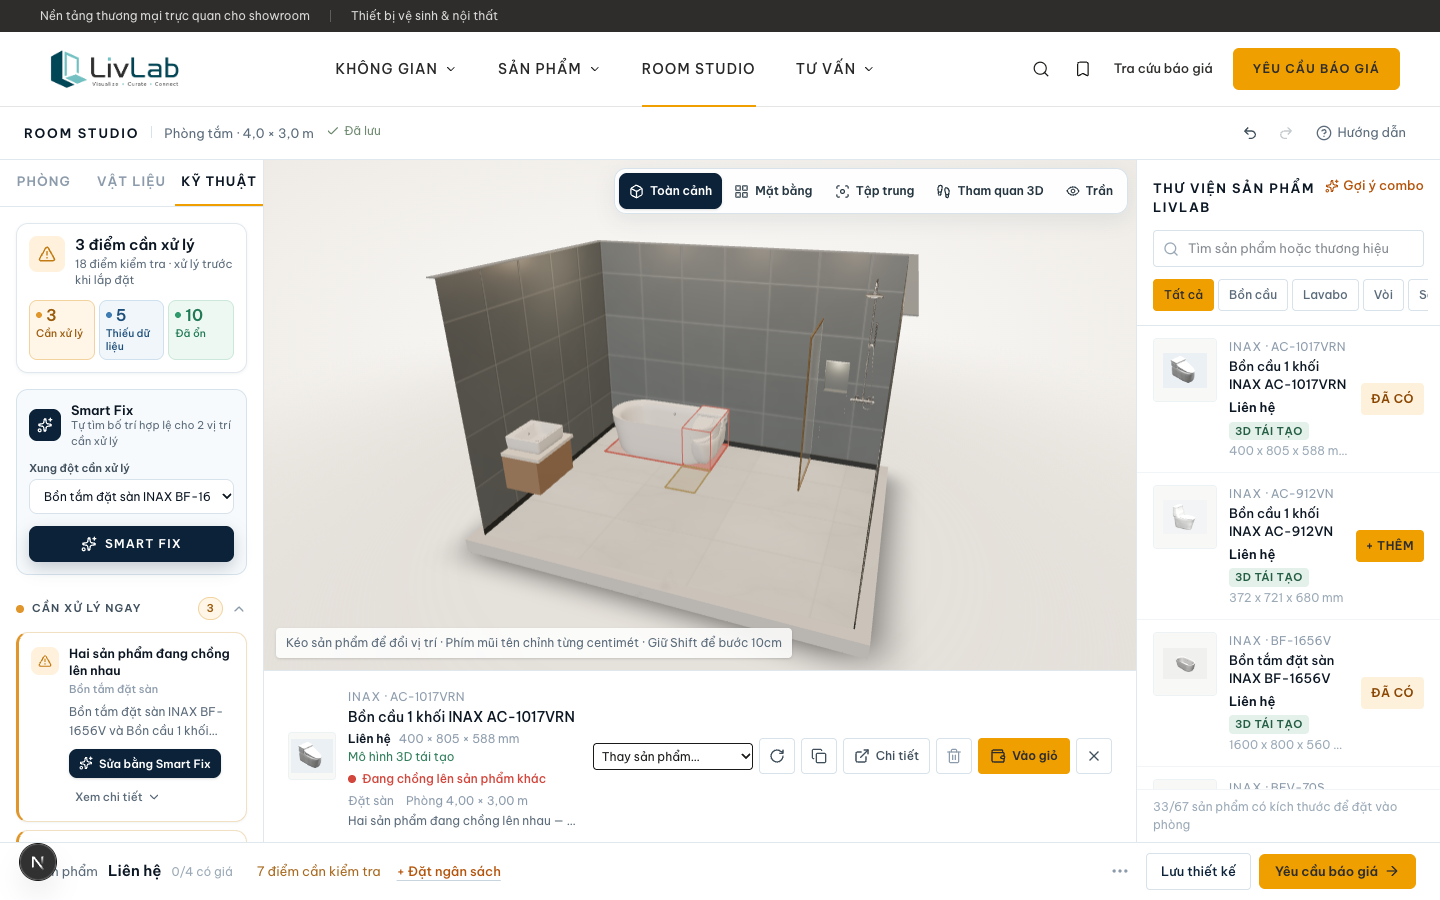 Nền tảng thương mại trực quan cho showroom
Thiết bị vệ sinh & nội thất
LivLab
Visualize • Curate • Connect
KHÔNG GIAN
SẢN PHẨM
ROOM STUDIO
TƯ VẤN
Tra cứu báo giá
YÊU CẦU BÁO GIÁ
ROOM STUDIO
Phòng tắm · 4,0 × 3,0 m
Đã lưu
Hướng dẫn
PHÒNG
VẬT LIỆU
KỸ THUẬT
3 điểm cần xử lý
18 điểm kiểm tra · xử lý trước
khi lắp đặt
3
Cần xử lý
5
Thiếu dữ
liệu
10
Đã ổn
Smart Fix
Tự tìm bố trí hợp lệ cho 2 vị trí
cần xử lý
Xung đột cần xử lý
Bồn tắm đặt sàn INAX BF-16
SMART FIX
CẦN XỬ LÝ NGAY
3
Hai sản phẩm đang chồng
lên nhau
Bồn tắm đặt sàn
Bồn tắm đặt sàn INAX BF-
1656V và Bồn cầu 1 khối...
Sửa bằng Smart Fix
Xem chi tiết
Toàn cảnh
Mặt bằng
Tập trung
Tham quan 3D
Trần
Kéo sản phẩm để đổi vị trí · Phím mũi tên chỉnh từng centimét · Giữ Shift để bước 10cm
INAX · AC-1017VRN
Bồn cầu 1 khối INAX AC-1017VRN
Liên hệ 400 × 805 × 588 mm
Mô hình 3D tái tạo
Đang chồng lên sản phẩm khác
Đặt sàn Phòng 4,00 × 3,00 m
Hai sản phẩm đang chồng lên nhau — ...
Thay sản phẩm...
Chi tiết
Vào giỏ
THƯ VIỆN SẢN PHẨM
LIVLAB
Gợi ý combo
Tìm sản phẩm hoặc thương hiệu
Tất cả
Bồn cầu
Lavabo
Vòi
INAX · AC-1017VRN
Bồn cầu 1 khối
INAX AC-1017VRN
Liên hệ
3D TÁI TẠO
400 x 805 x 588 m...
ĐÃ CÓ
INAX · AC-912VN
Bồn cầu 1 khối
INAX AC-912VN
Liên hệ
3D TÁI TẠO
372 x 721 x 680 mm
+ THÊM
INAX · BF-1656V
Bồn tắm đặt sàn
INAX BF-1656V
Liên hệ
3D TÁI TẠO
1600 x 800 x 560 ...
ĐÃ CÓ
INAX · BFV-70S
33/67 sản phẩm có kích thước để đặt vào
phòng
N
phẩm
Liên hệ
0/4 có giá
7 điểm cần kiểm tra
+ Đặt ngân sách
Lưu thiết kế
Yêu cầu báo giá